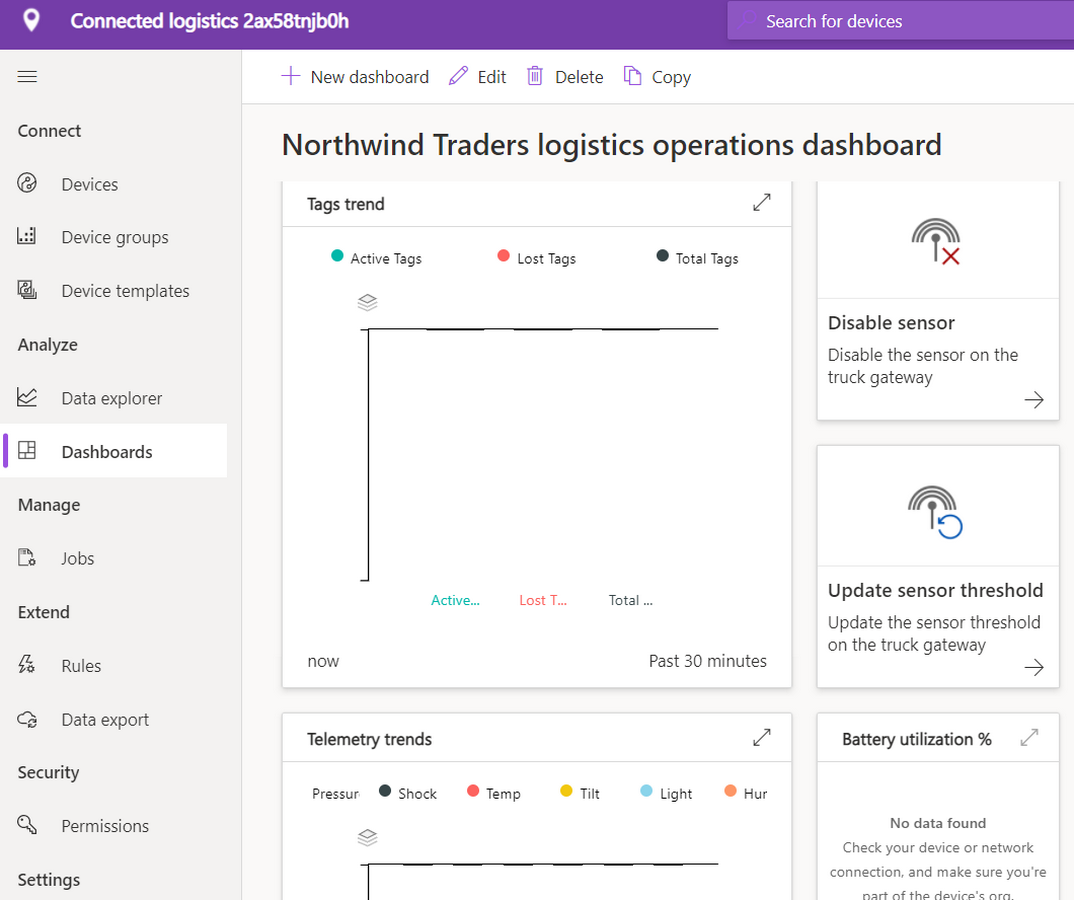 Connected logistics 2ax58tnjb0h
Search for devices
New dashboard
Edit
Delete
Copy
Connect
Devices
Device groups
Device templates
Analyze
Data explorer
Dashboards
Manage
Jobs
Extend
Rules
Data export
Security
Permissions
Settings
Northwind Traders logistics operations dashboard
Tags trend
Active Tags
Lost Tags
Total Tags
Active...
Lost T...
Total ...
now
Past 30 minutes
Disable sensor
Disable the sensor on the
truck gateway
Update sensor threshold
Update the sensor threshold
on the truck gateway
Telemetry trends
Pressur
Shock
Temp
Tilt
Light
Hur
Battery utilization %
No data found
Check your device or network
connection, and make sure you're
part of the device's org.